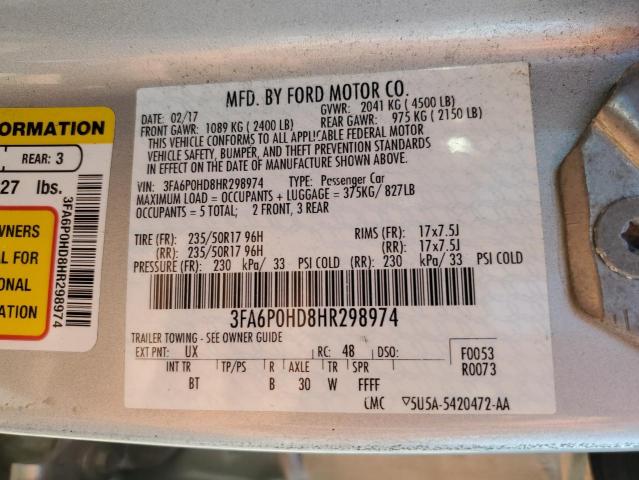 MFD. BY FORD MOTOR CO.
DATE: 02/17 GVWR: 2041 KG ( 4500 LB)
FRONT GAWR: 1089 KG ( 2400 LB) REAR GAWR: 975 KG ( 2150 LB)
THIS VEHICLE CONFORMS TO ALL APPLICABLE FEDERAL MOTOR
VEHICLE SAFETY, BUMPER, AND THEFT PREVENTION STANDARDS
IN EFFECT ON THE DATE OF MANUFACTURE SHOWN ABOVE.
VIN: 3FA6P0HD8HR298974 TYPE: Passenger Car
MAXIMUM LOAD = OCCUPANTS + LUGGAGE = 375KG/ 827LB
OCCUPANTS = 5 TOTAL; 2 FRONT, 3 REAR
TIRE (FR): 235/50R17 96H RIMS (FR): 17x7.5J
(RR): 235/50R17 96H (RR): 17x7.5J
PRESSURE (FR): 230 kPa/ 33 PSI COLD (RR): 230 kPa/ 33 PSI COLD
3FA6P0HD8HR298974
TRAILER TOWING - SEE OWNER GUIDE
EXT PNT: UX RC: 48 DSO: F0053
INT TR TP/PS R AXLE TR SPR R0073
BT B 30 W FFFF
CMC ▽5U5A-5420472-AA
FORMATION
REAR: 3
27 lbs.
WNERS
AL FOR
ONAL
ATION
3FA6P0HD8HR298974